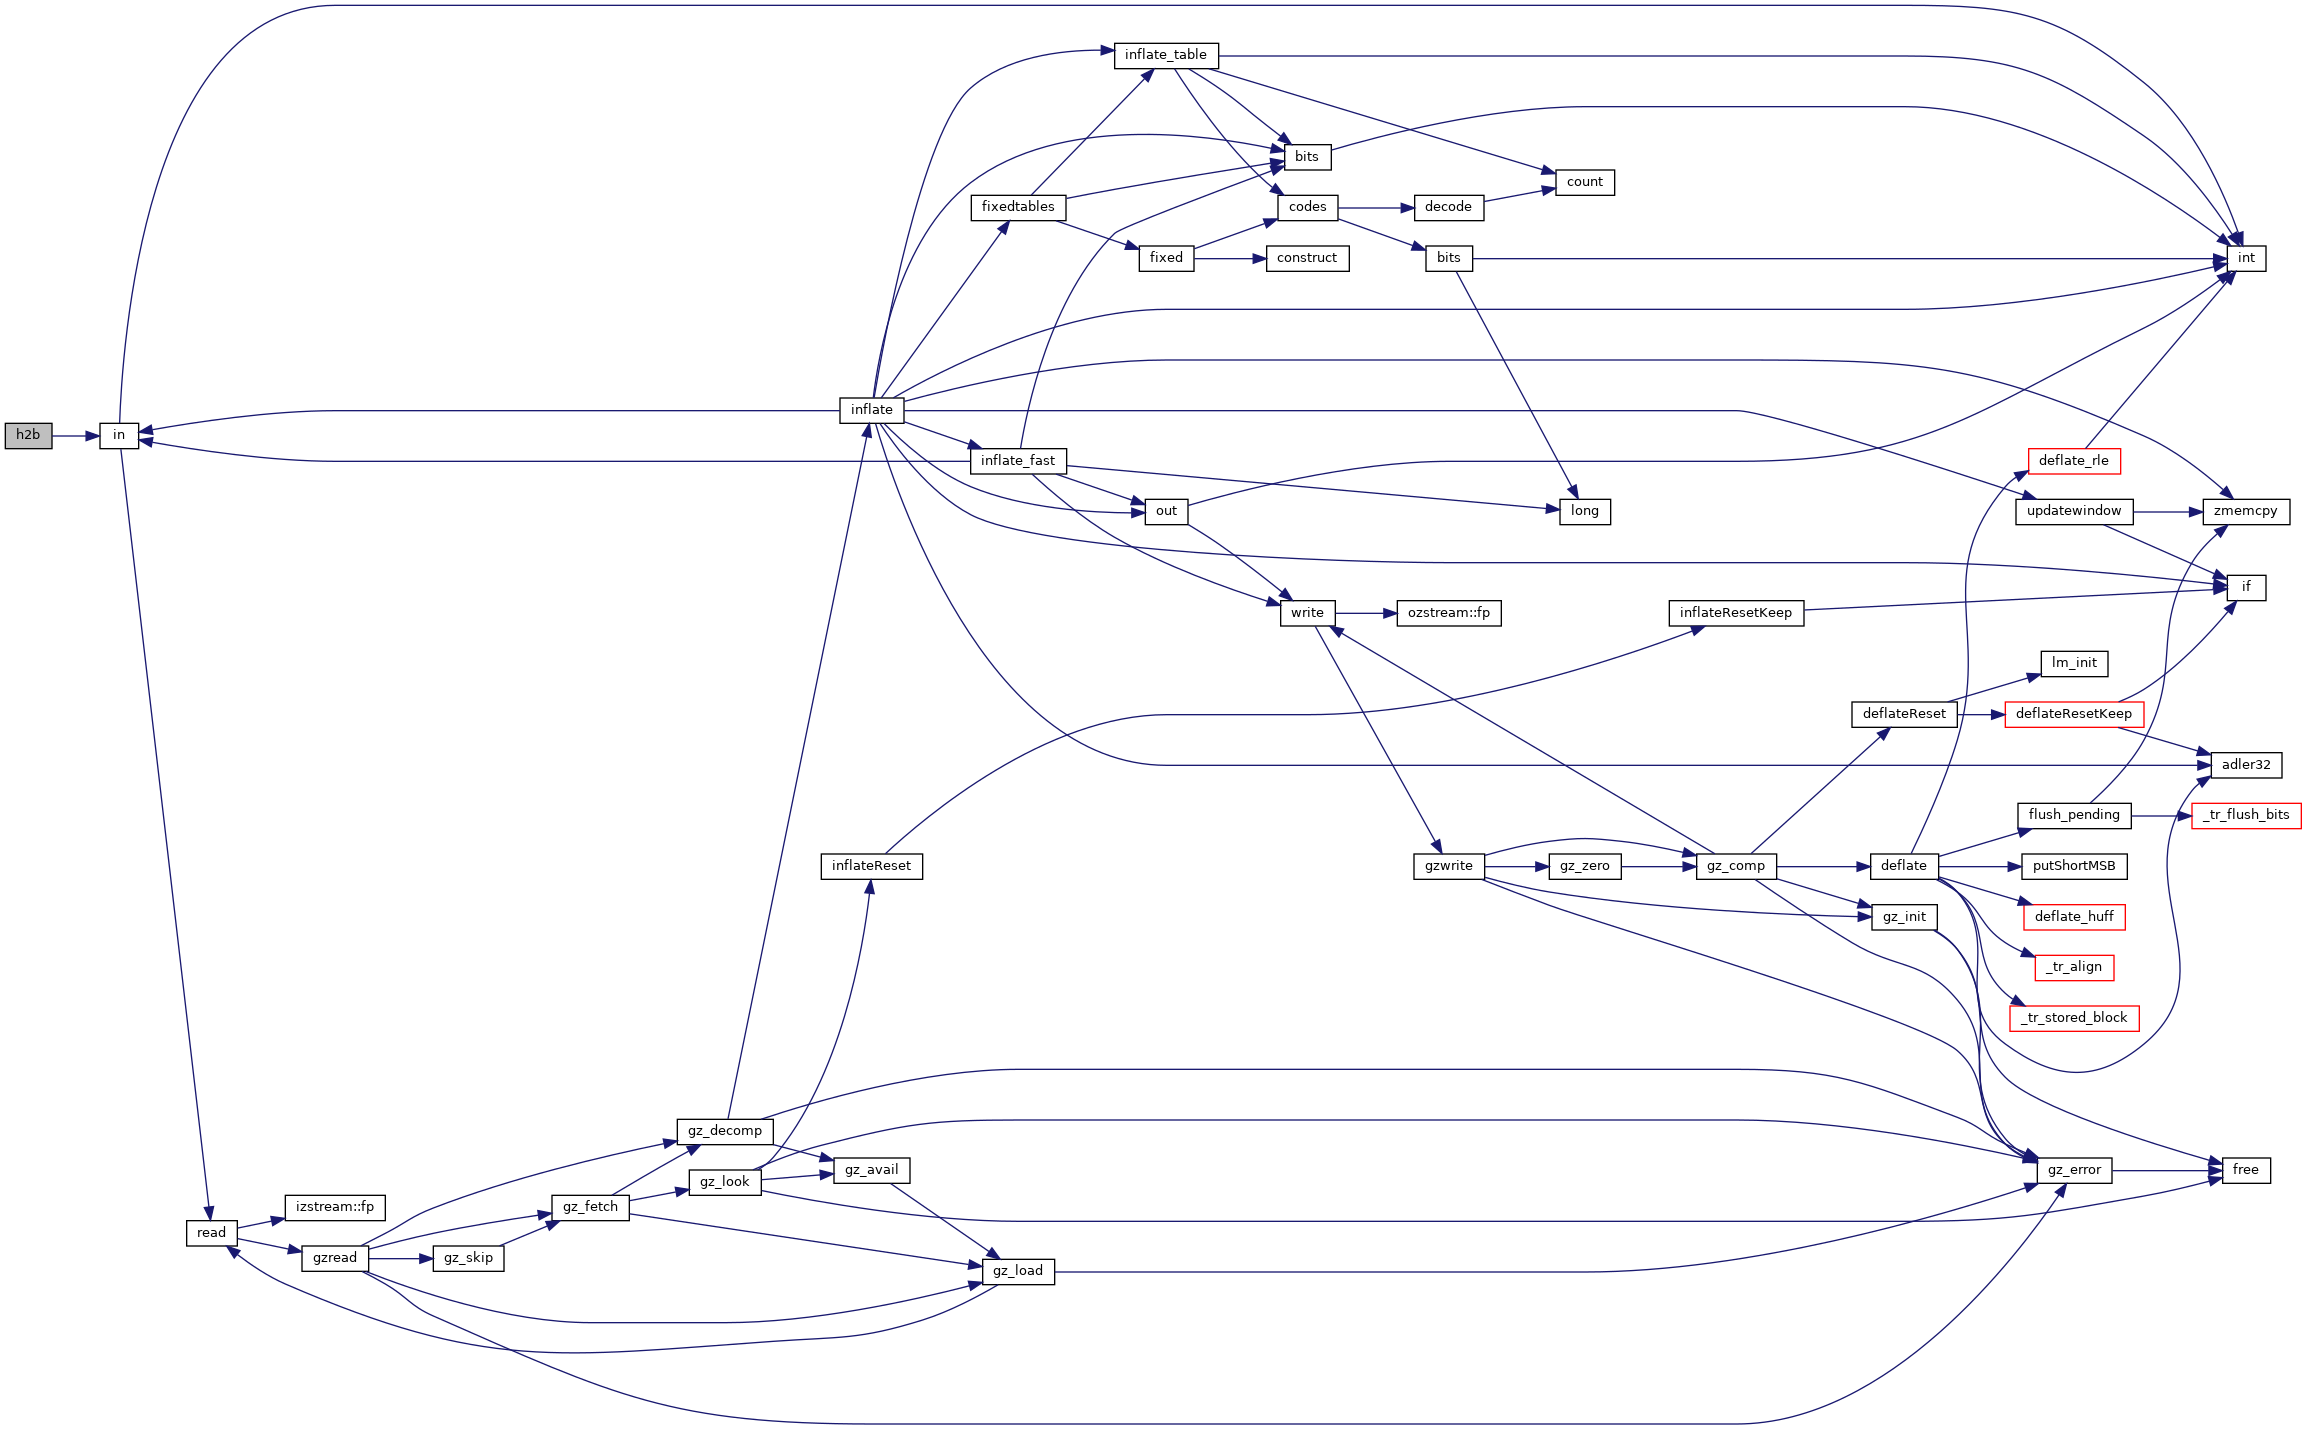 h2b
in
read
izstream::fp
gzread
gz_skip
gz_fetch
gz_decomp
gz_look
inflate
inflateReset
gz_avail
fixedtables
inflate_fast
gz_load
inflate_table
fixed
out
bits
codes
construct
write
decode
bits
ozstream::fp
gzwrite
count
long
gz_zero
inflateResetKeep
gz_comp
deflateReset
deflate
gz_init
deflate_rle
updatewindow
lm_init
deflateResetKeep
flush_pending
putShortMSB
deflate_huff
_tr_align
_tr_stored_block
gz_error
int
zmemcpy
if
adler32
_tr_flush_bits
free